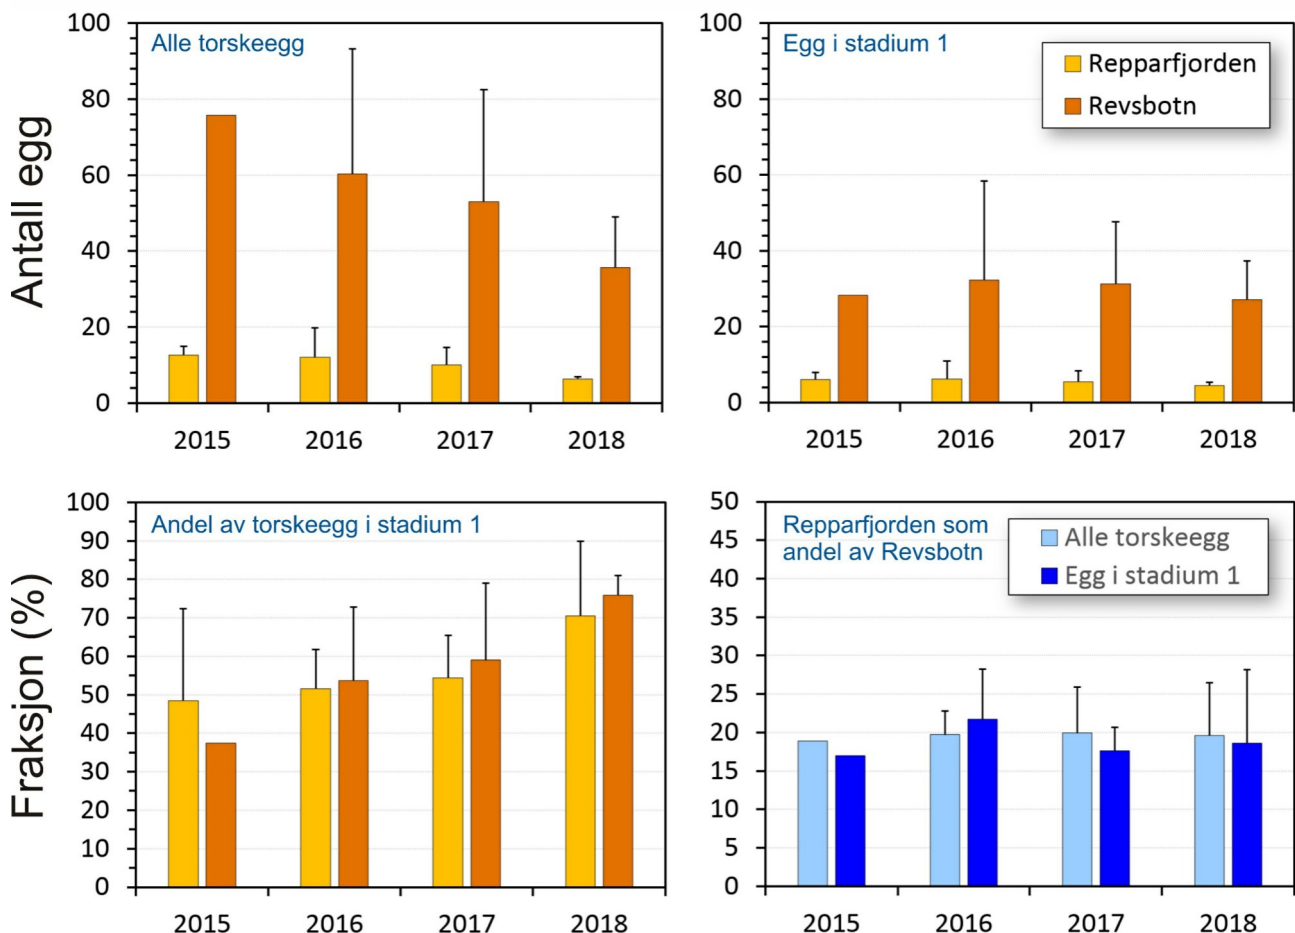 Antall egg
Alle torskeegg
100
80
60
40
20
0
2015 2016 2017 2018
Egg i stadium 1
Repparfjorden
Revsbotn
100
80
60
40
20
0
2015 2016 2017 2018
Fraksjon (%)
Andel av torskeegg i stadium 1
100
90
80
70
60
50
40
30
20
10
0
2015 2016 2017 2018
Repparfjorden som
andel av Revsbotn
Alle torskeegg
Egg i stadium 1
50
45
40
35
30
25
20
15
10
5
0
2015 2016 2017 2018